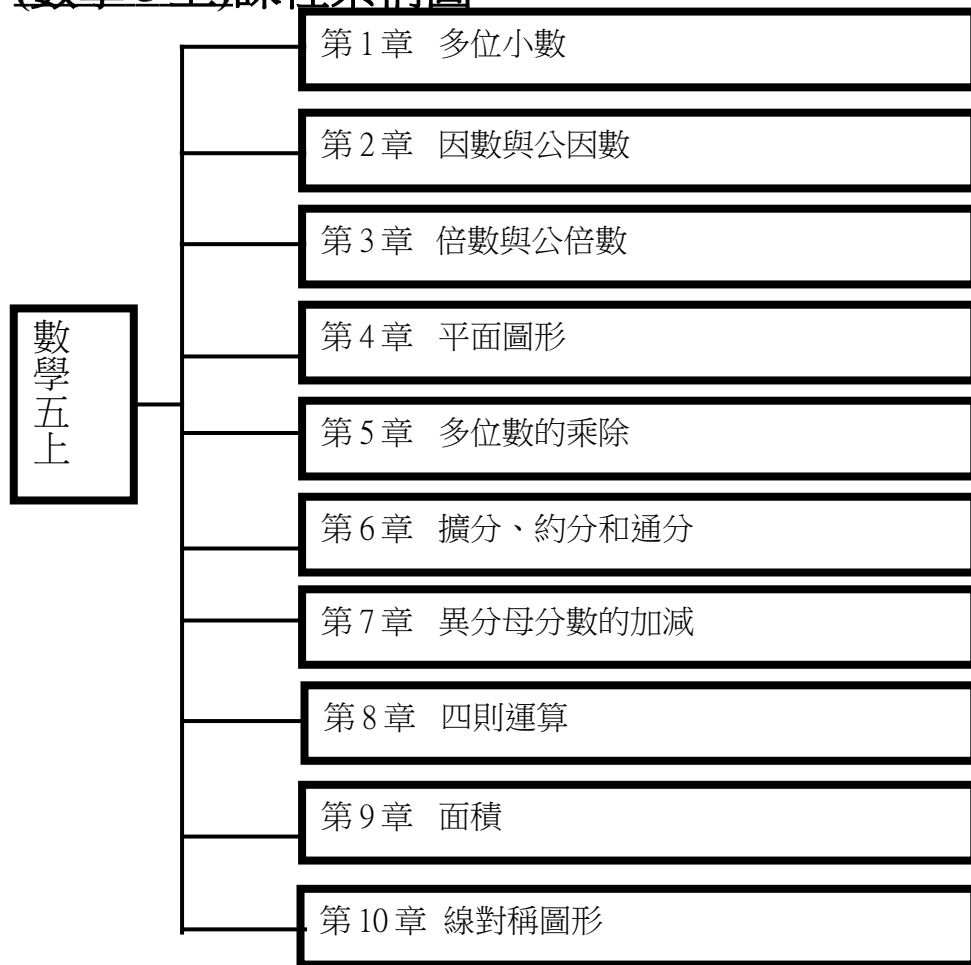 第1章 多位小數
第2章 因數與公因數
第3章 倍數與公倍數
數學五上
第4章 平面圖形
第5章 多位數的乘除
第6章 擴分、約分和通分
第7章 異分母分數的加減
第8章 四則運算
第9章 面積
第10章 線對稱圖形